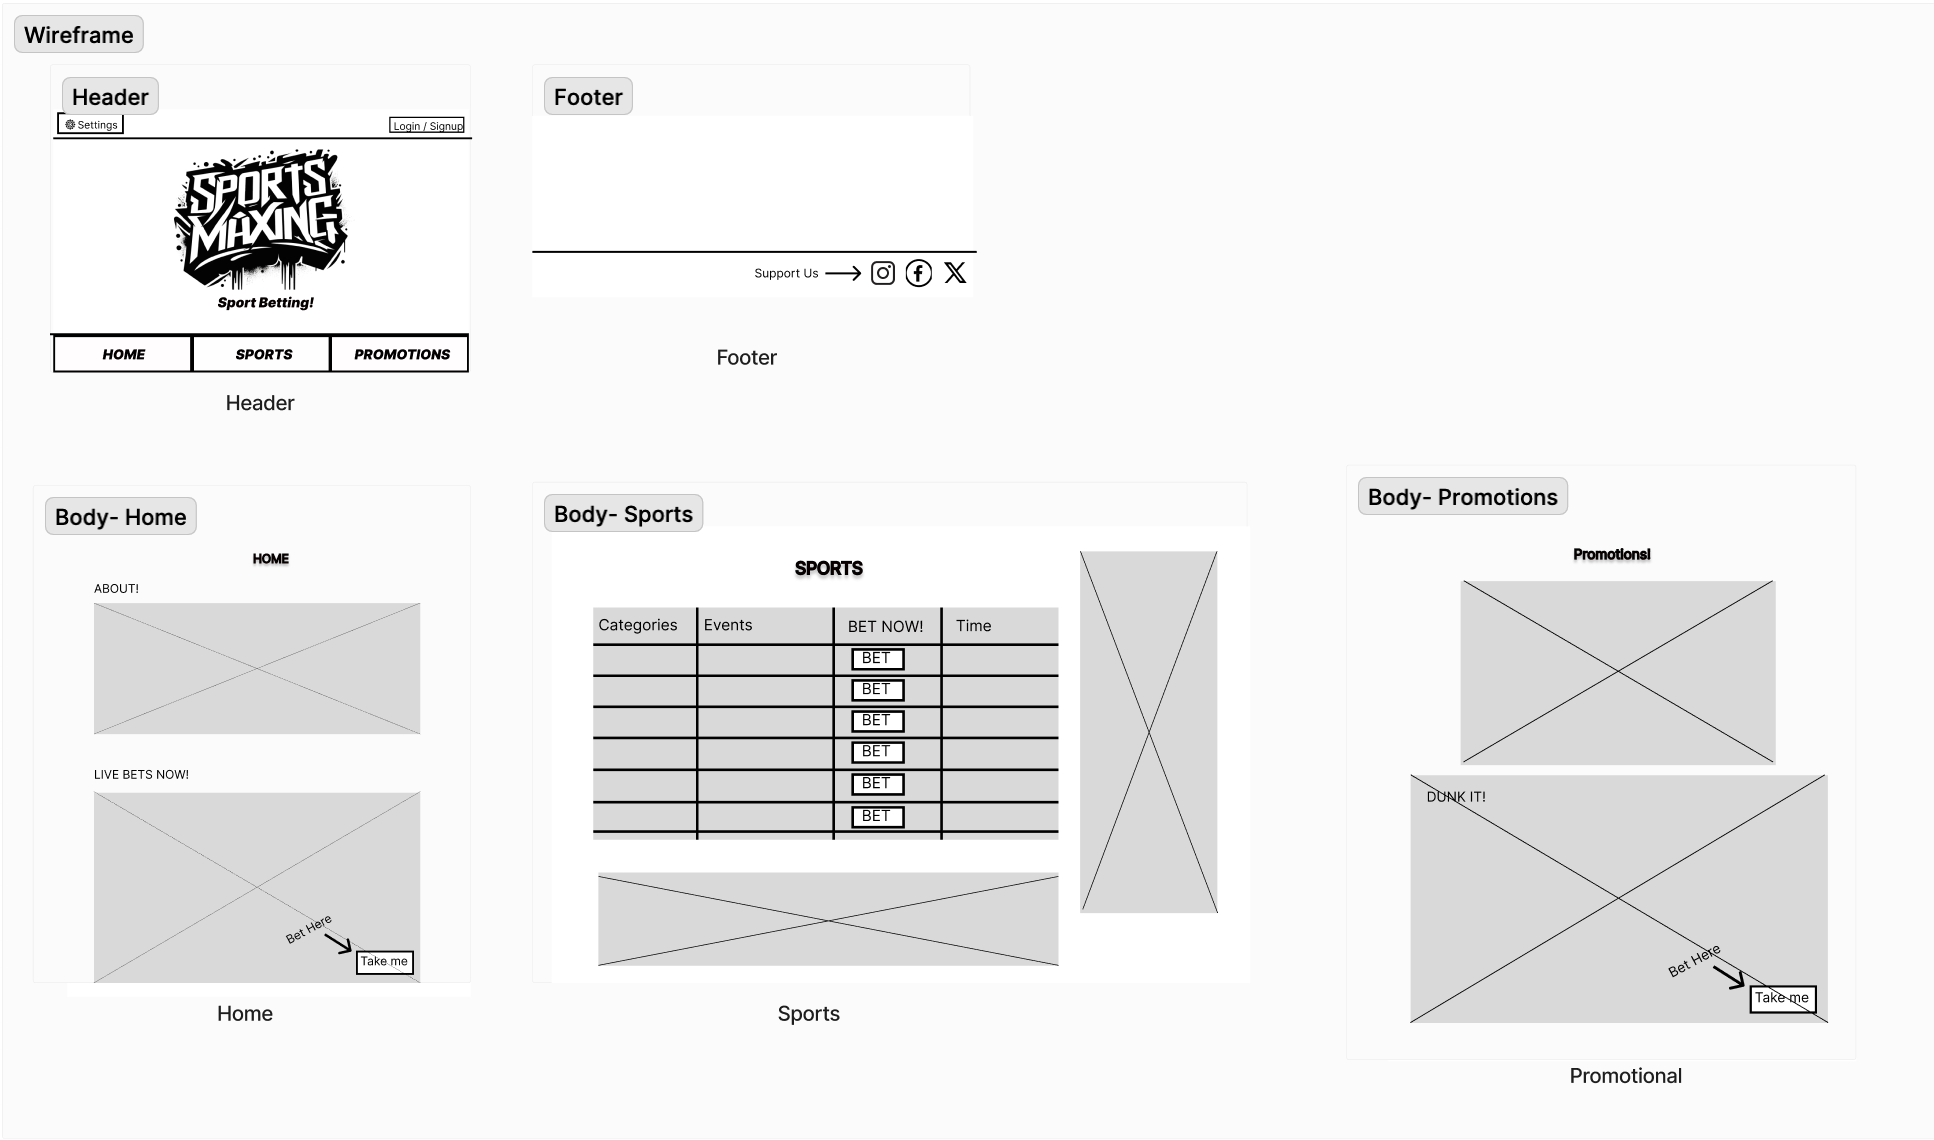 Wireframe
Header
Settings
Login / Signup
SPORTS
MAXING
Sport Betting!
HOME
SPORTS
PROMOTIONS
Header
Footer
Support Us
Footer
Body- Home
HOME
ABOUT!
LIVE BETS NOW!
Bet Here
Take me
Home
Body- Sports
SPORTS
Categories Events BET NOW! Time
BET
BET
BET
BET
BET
BET
Sports
Body- Promotions
Promotions!
DUNK IT!
Bet Here
Take me
Promotional